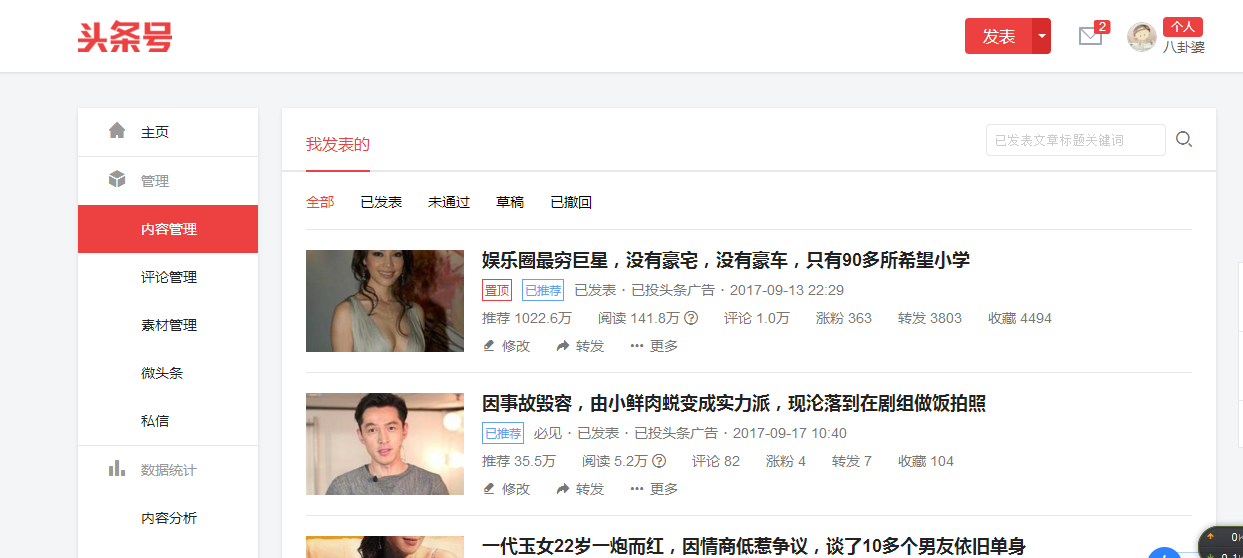 头条号
发表
2
个人
八卦婆
主页
管理
内容管理
评论管理
素材管理
微头条
私信
数据统计
内容分析
我发表的
已发表文章标题关键词
全部 已发表 未通过 草稿 已撤回
娱乐圈最穷巨星，没有豪宅，没有豪车，只有90多所希望小学
置顶 已推荐 已发表 · 已投头条广告 · 2017-09-13 22:29
推荐 1022.6万 阅读 141.8万 ? 评论 1.0万 涨粉 363 转发 3803 收藏 4494
修改 转发 ··· 更多
因事故毁容，由小鲜肉蜕变成实力派，现沦落到在剧组做饭拍照
已推荐 必见 · 已发表 · 已投头条广告 · 2017-09-17 10:40
推荐 35.5万 阅读 5.2万 ? 评论 82 涨粉 4 转发 7 收藏 104
修改 转发 ··· 更多
一代玉女22岁一炮而红，因情商低惹争议，谈了10多个男友依旧单身